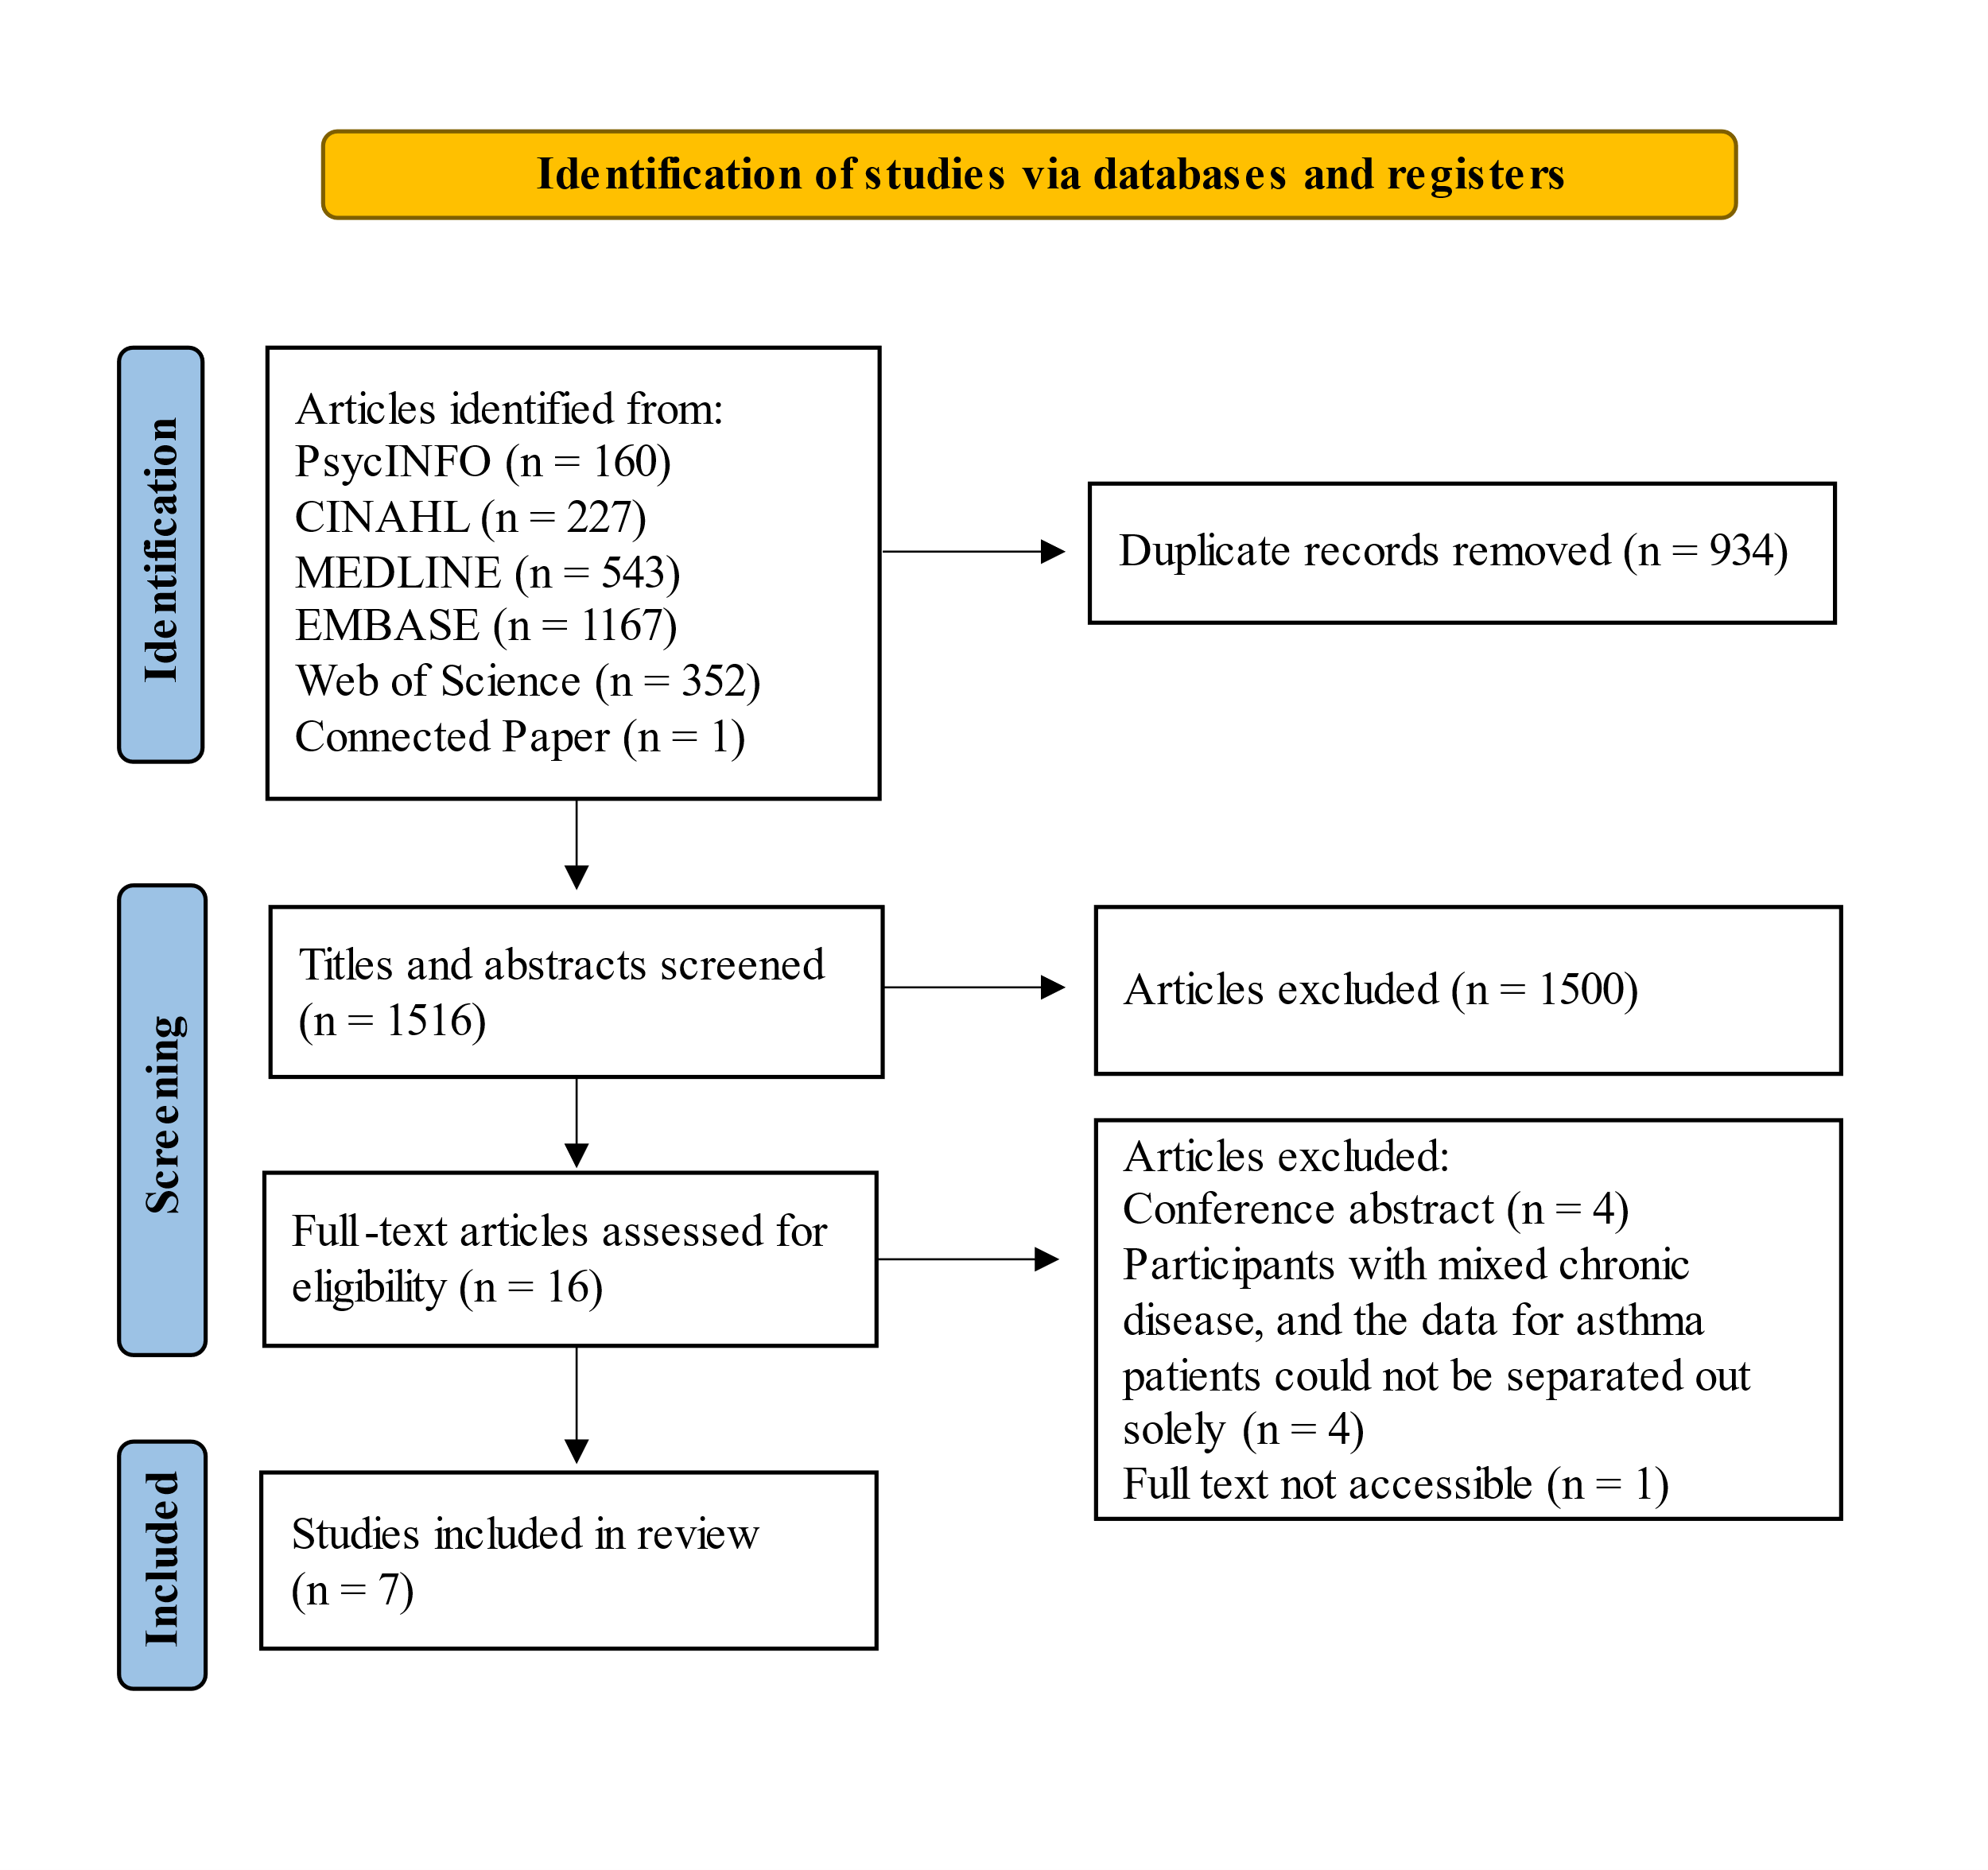 Identification of studies via databases and registers
Identification
Articles identified from:
PsycINFO (n = 160)
CINAHL (n = 227)
MEDLINE (n = 543)
EMBASE (n = 1167)
Web of Science (n = 352)
Connected Paper (n = 1)
Duplicate records removed (n = 934)
Screening
Titles and abstracts screened
(n = 1516)
Articles excluded (n = 1500)
Full-text articles assessed for
eligibility (n = 16)
Articles excluded:
Conference abstract (n = 4)
Participants with mixed chronic
disease, and the data for asthma
patients could not be separated out
solely (n = 4)
Full text not accessible (n = 1)
Included
Studies included in review
(n = 7)